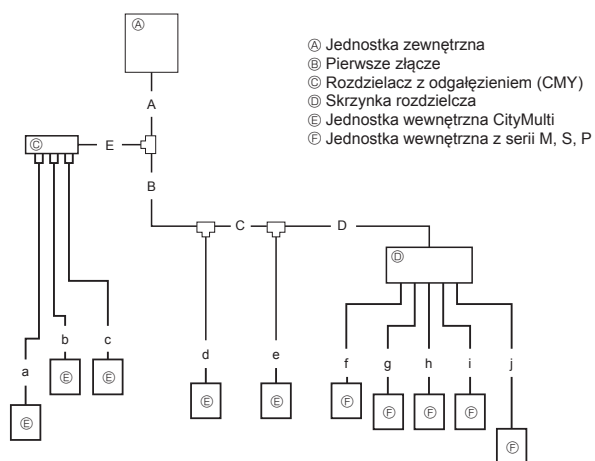 Ⓐ
Ⓐ Jednostka zewnętrzna
Ⓑ Pierwsze złącze
Ⓒ Rozdzielacz z odgałęzieniem (CMY)
Ⓓ Skrzynka rozdzielcza
Ⓔ Jednostka wewnętrzna CityMulti
Ⓕ Jednostka wewnętrzna z serii M, S, P
A
Ⓒ E
B
C D
Ⓓ
a b c d e f g h i j
Ⓔ Ⓔ Ⓔ Ⓔ Ⓔ Ⓕ Ⓕ Ⓕ Ⓕ Ⓕ